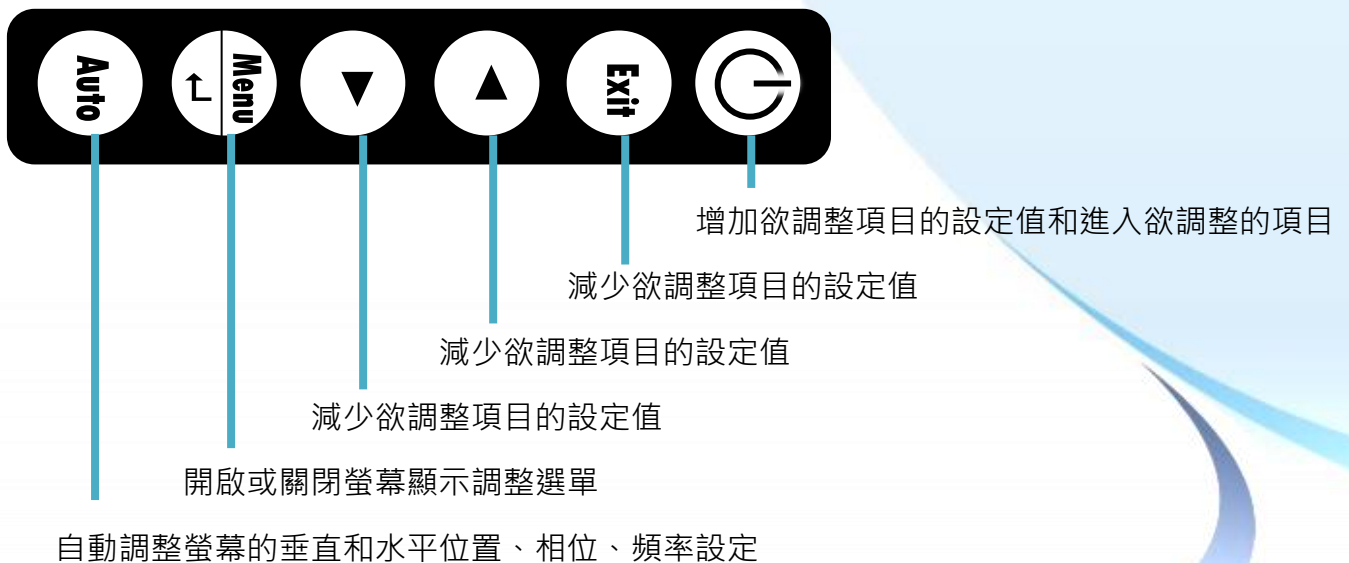 Auto
Menu
Exit
增加欲調整項目的設定值和進入欲調整的項目
減少欲調整項目的設定值
減少欲調整項目的設定值
減少欲調整項目的設定值
開啟或關閉螢幕顯示調整選單
自動調整螢幕的垂直和水平位置、相位、頻率設定